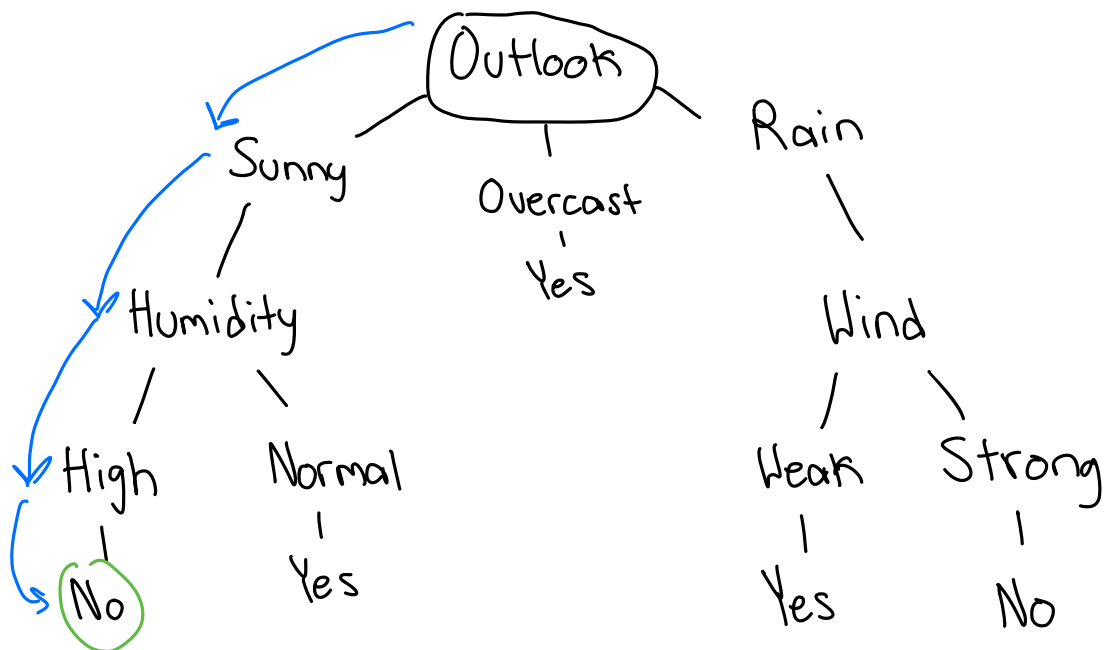 Outlook
Rain
Sunny
Overcast
Yes
Humidity
Wind
High
Normal
Weak
Strong
No
Yes
Yes
No